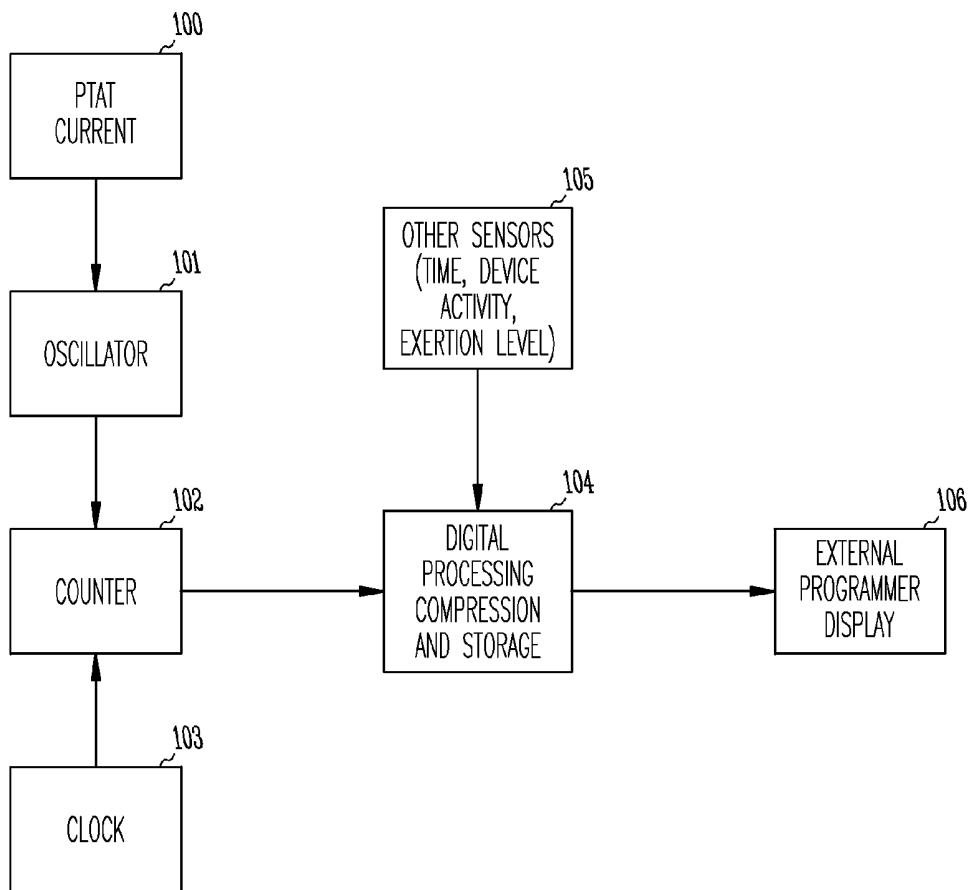 100
PTAT
CURRENT
101
OSCILLATOR
102
COUNTER
103
CLOCK
105
OTHER SENSORS
(TIME, DEVICE
ACTIVITY,
EXERTION LEVEL)
104
DIGITAL
PROCESSING
COMPRESSION
AND STORAGE
106
EXTERNAL
PROGRAMMER
DISPLAY